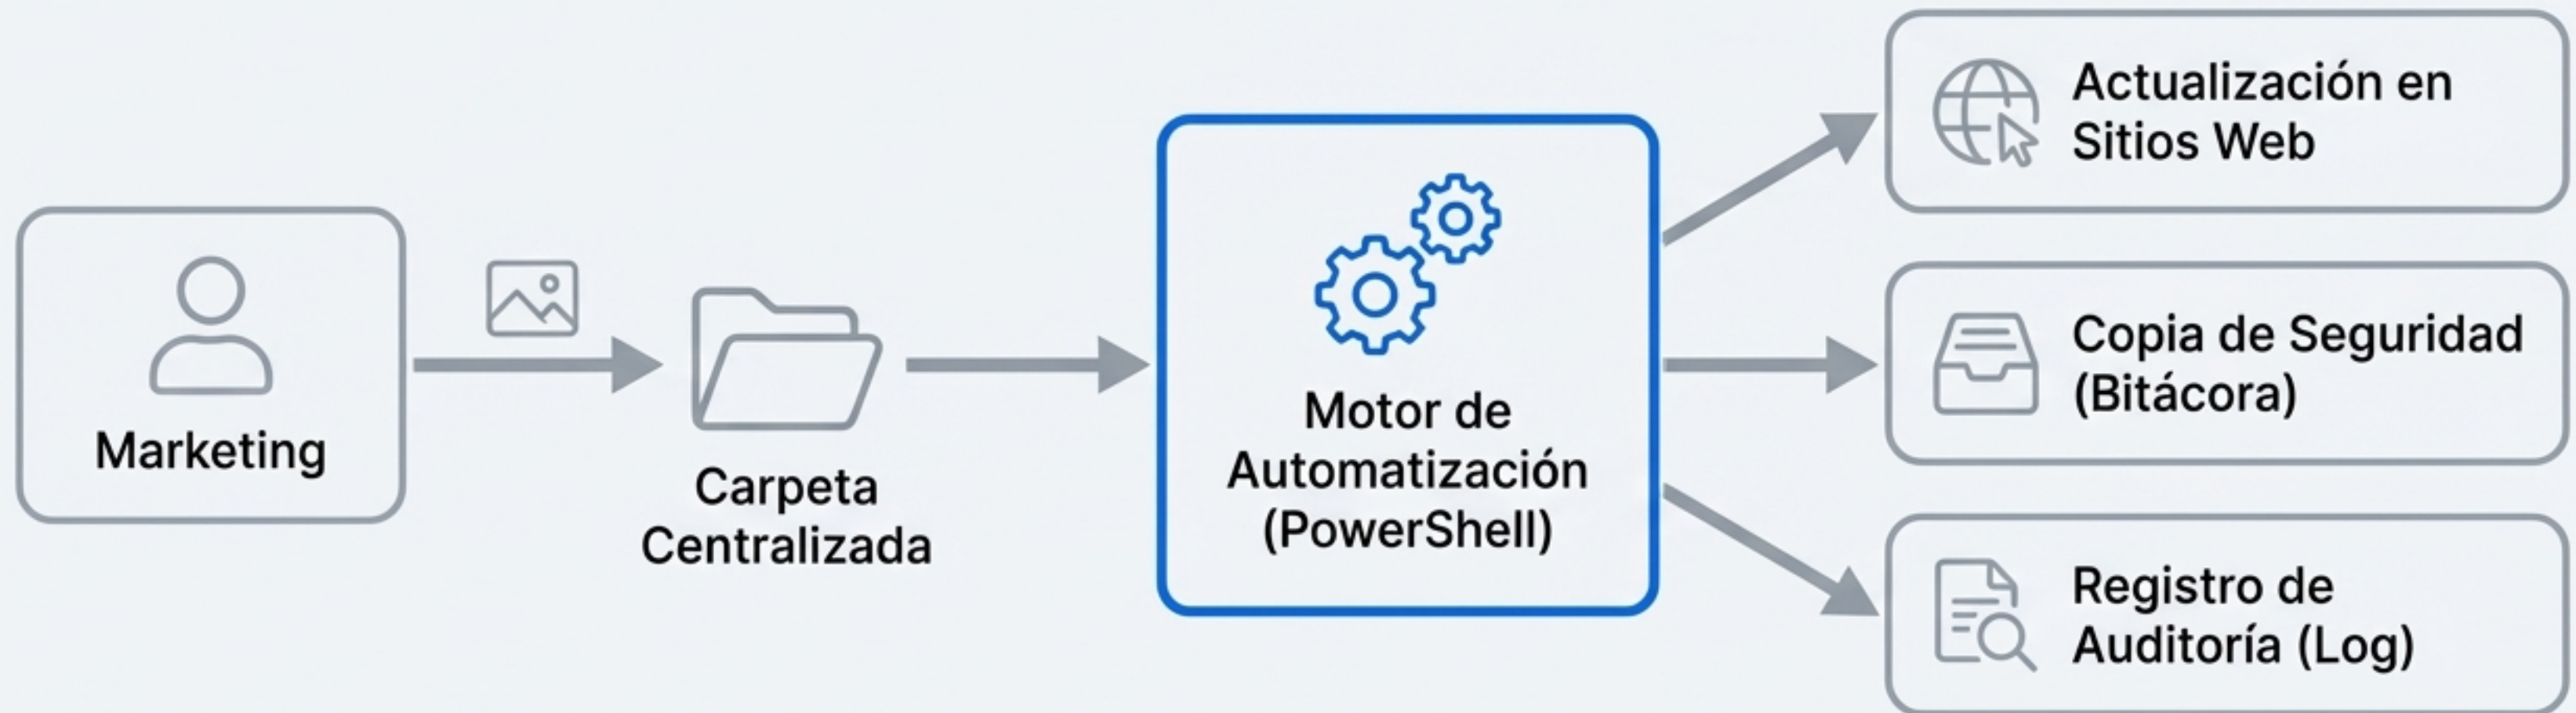 Marketing
Carpeta
Centralizada
Motor de
Automatización
(PowerShell)
Actualización en
Sitios Web
Copia de Seguridad
(Bitácora)
Registro de
Auditoría (Log)